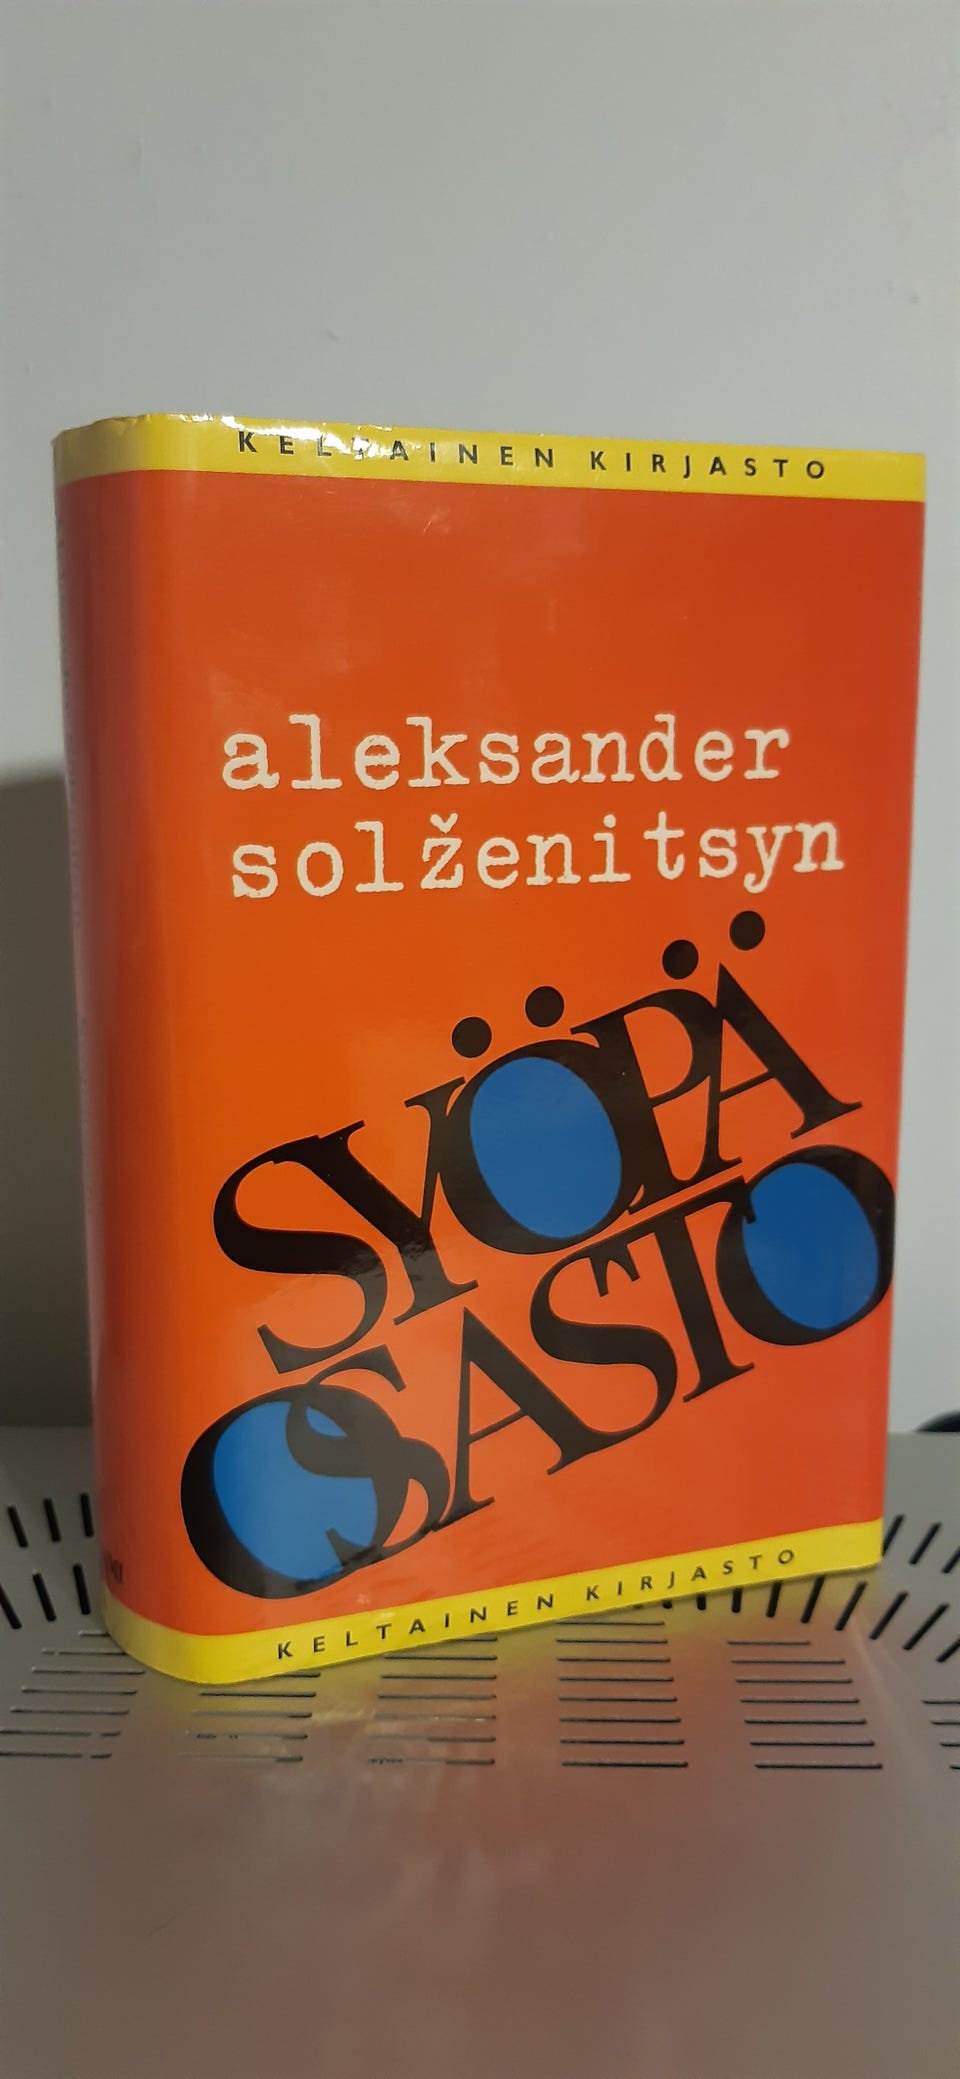 KELTAINEN KIRJASTO
aleksander
solženitsyn
SYÖPÄ
OSASTO
KELTAINEN KIRJASTO